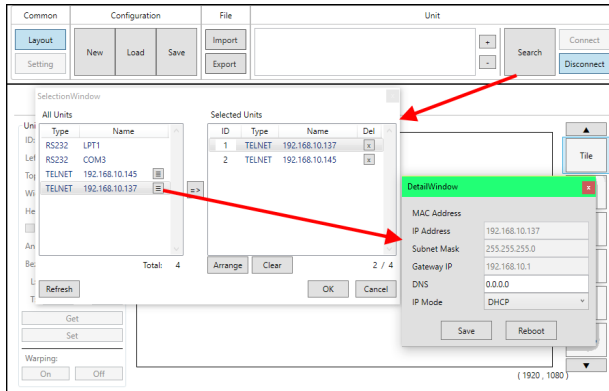 Common Configuration File Unit
Layout New Load Save Import + Search Connect
Setting Export - Disconnect
SelectionWindow
All Units Selected Units
Type Name ID Type Name Del
RS232 LPT1 1 TELNET 192.168.10.137 x
RS232 COM3 2 TELNET 192.168.10.145 x
TELNET 192.168.10.145
TELNET 192.168.10.137 =>
Total: 4 Arrange Clear 2 / 4
Refresh OK Cancel
Tile
DetailWindow x
MAC Address
IP Address 192.168.10.137
Subnet Mask 255.255.255.0
Gateway IP 192.168.10.1
DNS 0.0.0.0
IP Mode DHCP
Save Reboot
Get
Set
Warping:
On Off
( 1920 , 1080 )